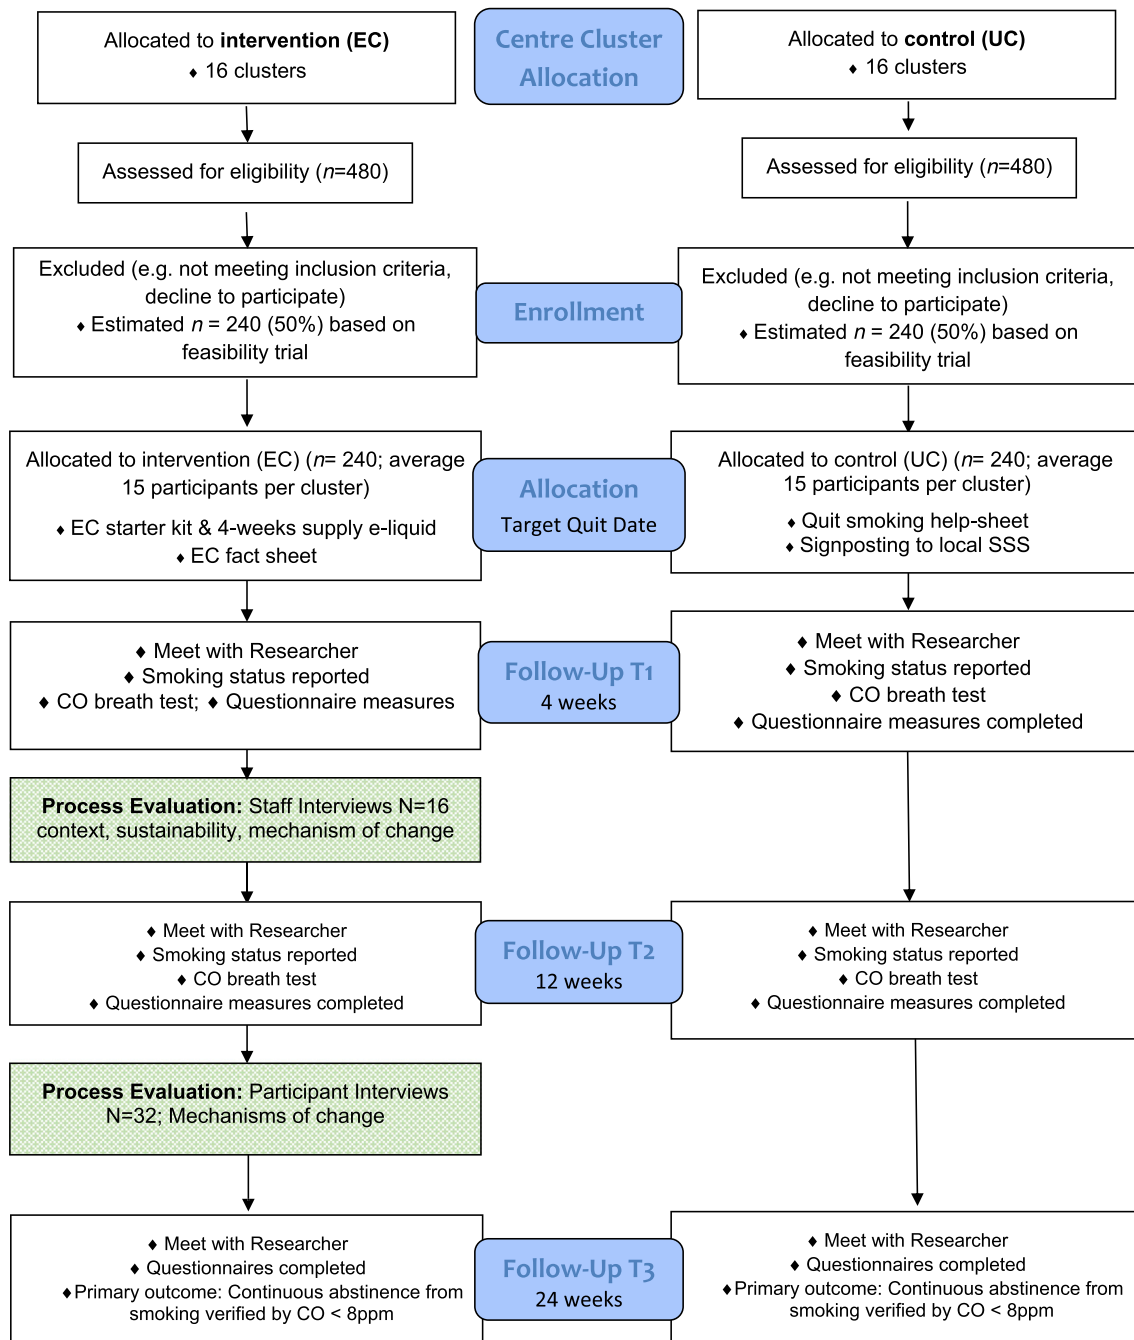 Allocated to intervention (EC)
♦ 16 clusters
Centre Cluster
Allocation
Allocated to control (UC)
♦ 16 clusters
Assessed for eligibility (n=480)
Assessed for eligibility (n=480)
Excluded (e.g. not meeting inclusion criteria,
decline to participate)
♦ Estimated n = 240 (50%) based on
feasibility trial
Enrollment
Excluded (e.g. not meeting inclusion criteria,
decline to participate)
♦ Estimated n = 240 (50%) based on
feasibility trial
Allocated to intervention (EC) (n= 240; average
15 participants per cluster)
♦ EC starter kit & 4-weeks supply e-liquid
♦ EC fact sheet
Allocation
Target Quit Date
Allocated to control (UC) (n= 240; average
15 participants per cluster)
♦ Quit smoking help-sheet
♦ Signposting to local SSS
♦ Meet with Researcher
♦ Smoking status reported
♦ CO breath test; ♦ Questionnaire measures
Follow-Up T1
4 weeks
♦ Meet with Researcher
♦ Smoking status reported
♦ CO breath test
♦ Questionnaire measures completed
Process Evaluation: Staff Interviews N=16
context, sustainability, mechanism of change
♦ Meet with Researcher
♦ Smoking status reported
♦ CO breath test
♦ Questionnaire measures completed
Follow-Up T2
12 weeks
♦ Meet with Researcher
♦ Smoking status reported
♦ CO breath test
♦ Questionnaire measures completed
Process Evaluation: Participant Interviews
N=32; Mechanisms of change
♦ Meet with Researcher
♦ Questionnaires completed
♦Primary outcome: Continuous abstinence from
smoking verified by CO < 8ppm
Follow-Up T3
24 weeks
♦ Meet with Researcher
♦ Questionnaires completed
♦Primary outcome: Continuous abstinence from
smoking verified by CO < 8ppm